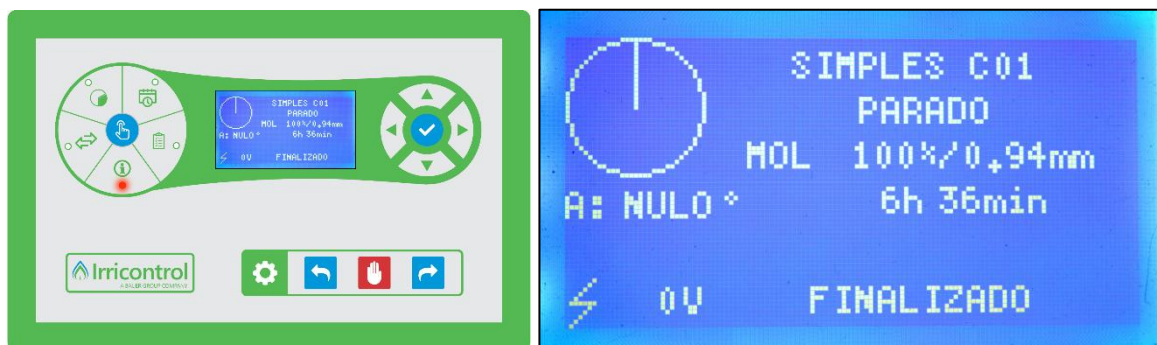 SIMPLES C01
PARADO
MOL 100%/0,94mm
A: NULO °
6h 36min
0V FINALIZADO
Irricontrol
A BAUER GROUP COMPANY
SIMPLES C01
PARADO
MOL 100%/0,94mm
6h 36min
A: NULO °
0V FINALIZADO